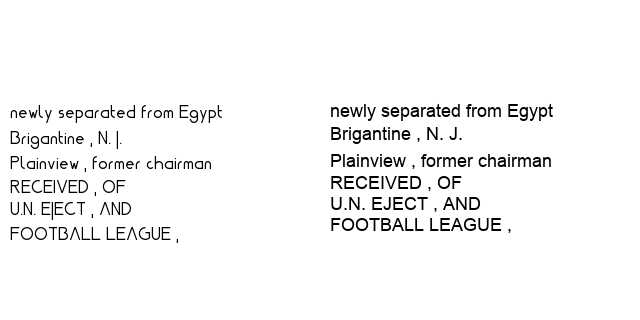 newly separated from Egypt
Brigantine , N. J.
Plainview , former chairman
RECEIVED , OF
U.N. EJECT , AND
FOOTBALL LEAGUE ,
newly separated from Egypt
Brigantine , N. J.
Plainview , former chairman
RECEIVED , OF
U.N. EJECT , AND
FOOTBALL LEAGUE ,